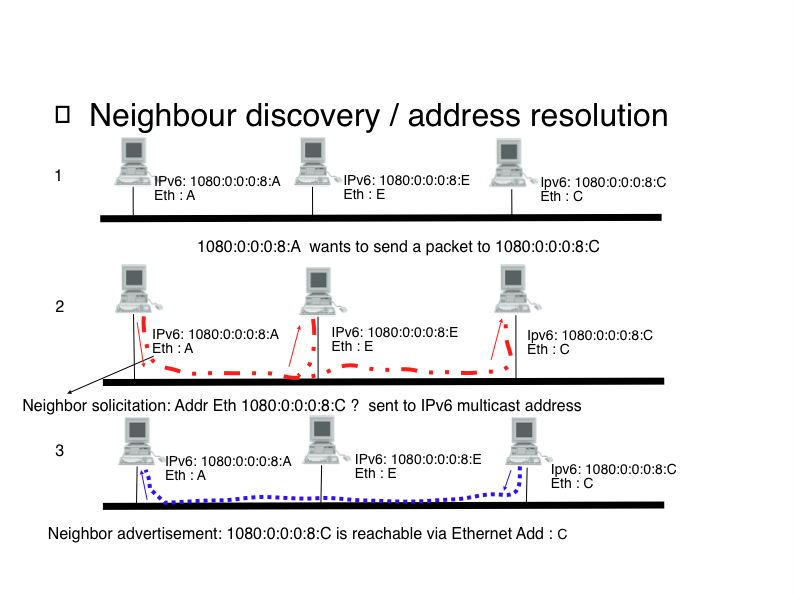 Neighbour discovery / address resolution
1
IPv6: 1080:0:0:0:8:A
Eth : A
IPv6: 1080:0:0:0:8:E
Eth : E
Ipv6: 1080:0:0:0:8:C
Eth : C
1080:0:0:0:8:A wants to send a packet to 1080:0:0:0:8:C
2
IPv6: 1080:0:0:0:8:A
Eth : A
IPv6: 1080:0:0:0:8:E
Eth : E
Ipv6: 1080:0:0:0:8:C
Eth : C
Neighbor solicitation: Addr Eth 1080:0:0:0:8:C ? sent to IPv6 multicast address
3
IPv6: 1080:0:0:0:8:A
Eth : A
IPv6: 1080:0:0:0:8:E
Eth : E
Ipv6: 1080:0:0:0:8:C
Eth : C
Neighbor advertisement: 1080:0:0:0:8:C is reachable via Ethernet Add : C